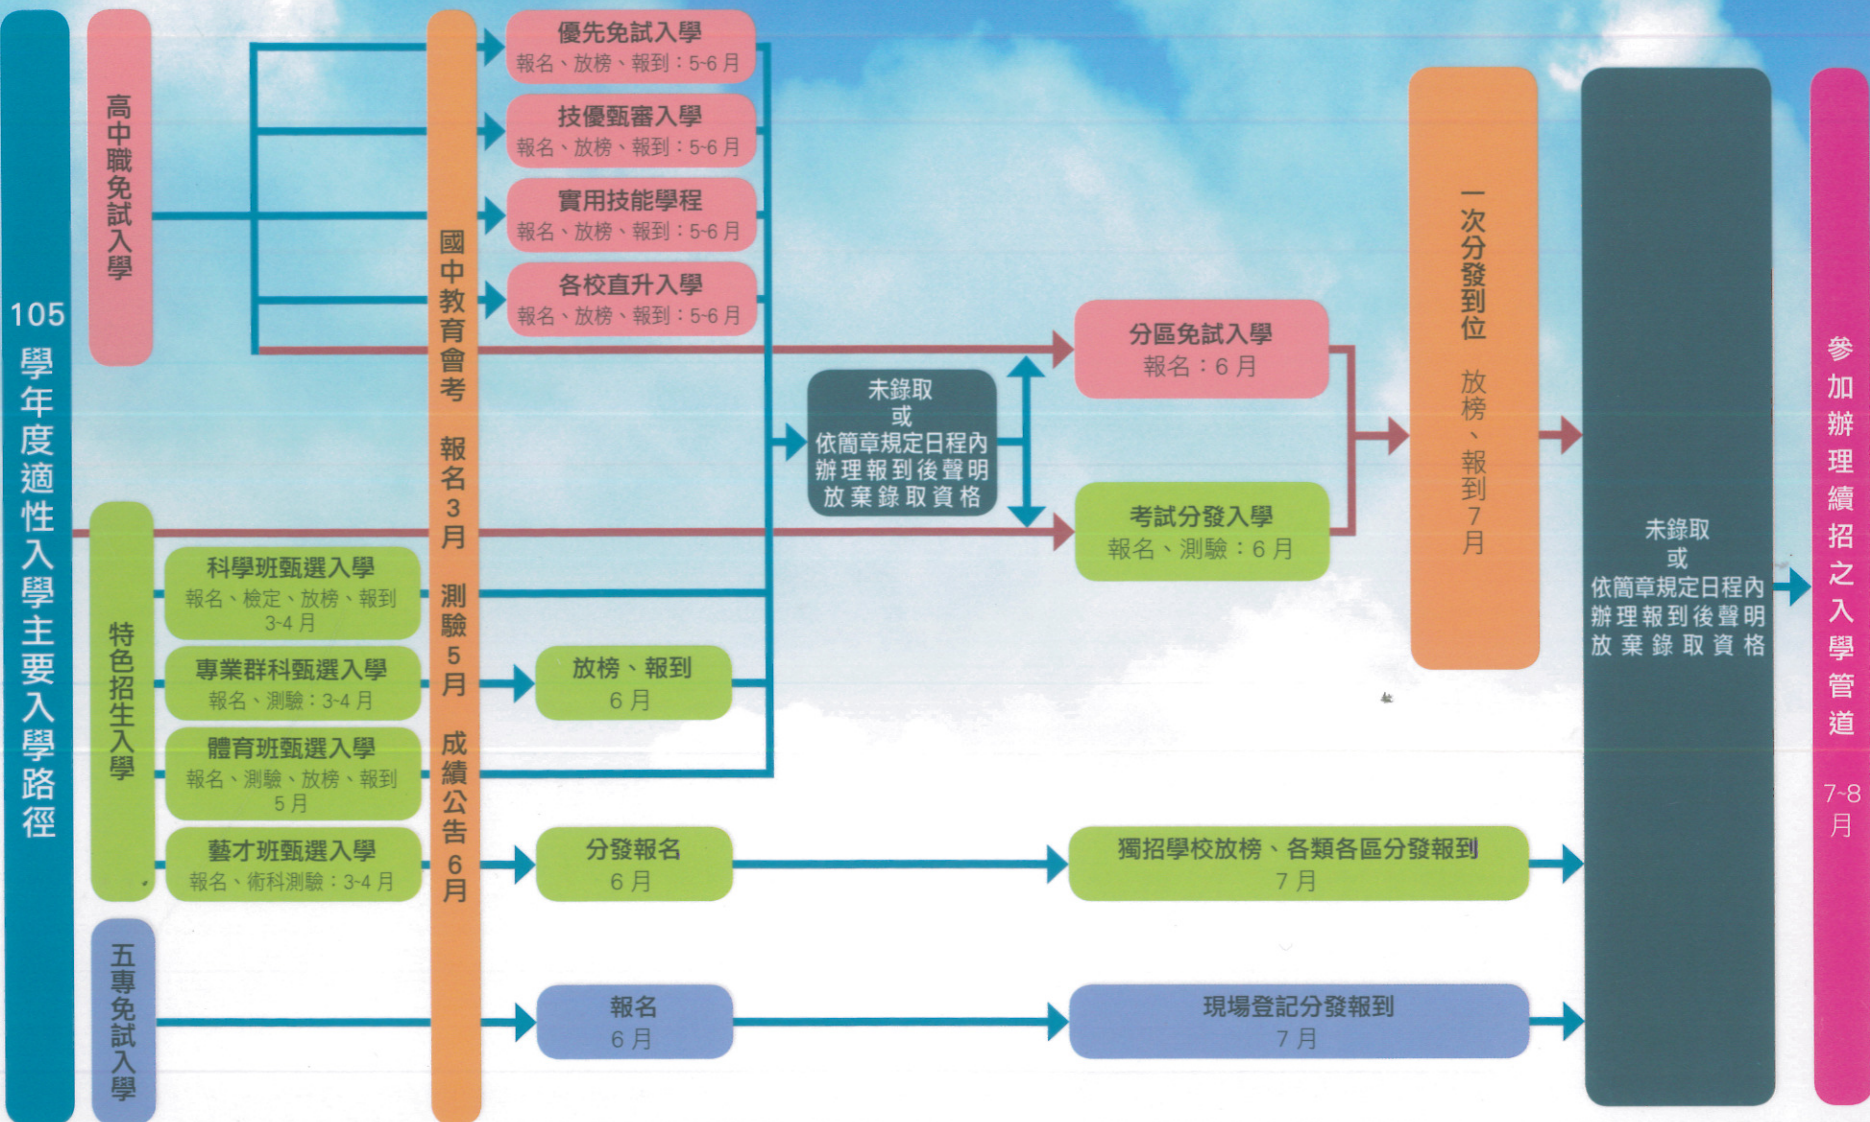 105 學年度適性入學主要入學路徑
高中職免試入學
特色招生入學
五專免試入學
國中教育會考 報名3月 測驗5月 成績公告6月
優先免試入學
報名、放榜、報到：5-6 月
技優甄審入學
報名、放榜、報到：5-6 月
實用技能學程
報名、放榜、報到：5-6 月
各校直升入學
報名、放榜、報到：5-6 月
科學班甄選入學
報名、檢定、放榜、報到
3-4 月
專業群科甄選入學
報名、測驗：3-4 月
體育班甄選入學
報名、測驗、放榜、報到
5 月
藝才班甄選入學
報名、術科測驗：3-4 月
放榜、報到
6 月
分發報名
6 月
報名
6 月
未錄取
或
依簡章規定日程內
辦理報到後聲明
放棄錄取資格
分區免試入學
報名：6 月
考試分發入學
報名、測驗：6 月
獨招學校放榜、各類各區分發報到
7 月
現場登記分發報到
7 月
一次分發到位 放榜、報到7月
未錄取
或
依簡章規定日程內
辦理報到後聲明
放棄錄取資格
參加辦理續招之入學管道 7~8月